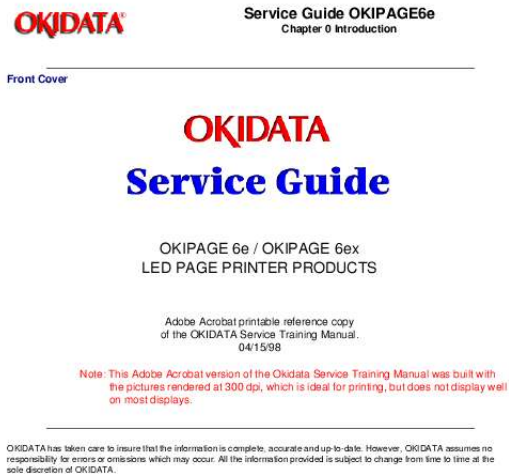 OKIDATA
Service Guide OKIPAGE6e
Chapter 0 Introduction
Front Cover
OKIDATA
Service Guide
OKIPAGE 6e / OKIPAGE 6ex
LED PAGE PRINTER PRODUCTS
Adobe Acrobat printable reference copy
of the OKIDATA Service Training Manual.
04/15/98
Note: This Adobe Acrobat version of the Okidata Service Training Manual was built with
the pictures rendered at 300 dpi, which is ideal for printing, but does not display well
on most displays.
OKIDATA has taken care to insure that the information is complete, accurate and up-to-date. However, OKIDATA assumes no
responsibility for errors or omissions which may occur. All the information provided is subject to change from time to time at the
sole discretion of OKIDATA.